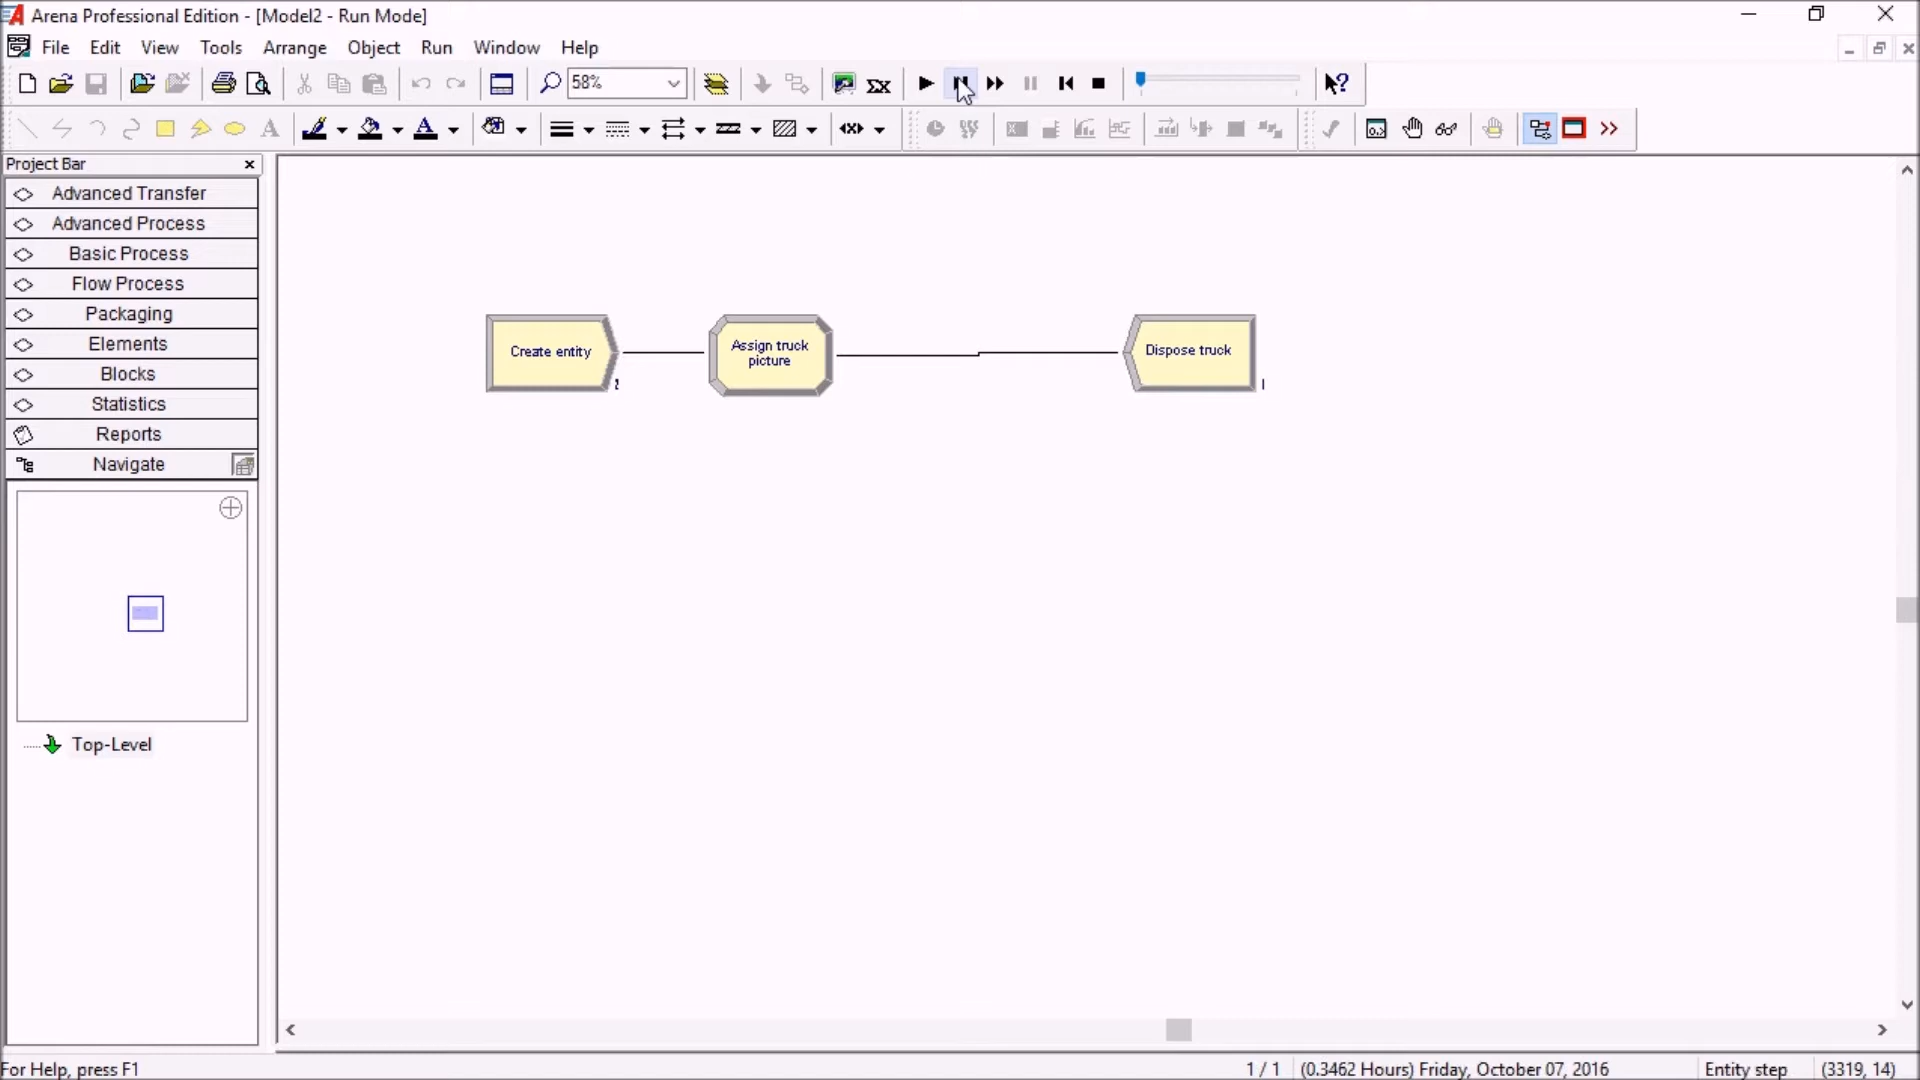 Arena Professional Edition - [Model2 - Run Mode]
File Edit View Tools Arrange Object Run Window Help
58%
Project Bar
Advanced Transfer
Advanced Process
Basic Process
Flow Process
Packaging
Elements
Blocks
Statistics
Reports
Navigate
Top-Level
Create entity
2
Assign truck
picture
Dispose truck
1
For Help, press F1
1 / 1
(0.3462 Hours) Friday, October 07, 2016
Entity step
(3319, 14)